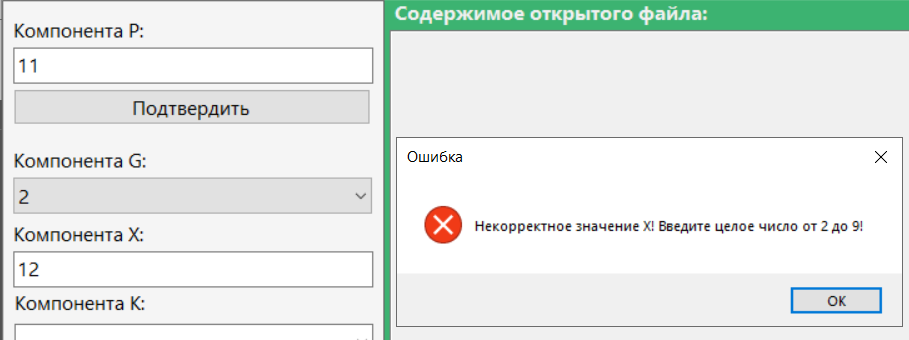 Компонента P:
11
Подтвердить
Компонента G:
2
Компонента X:
12
Компонента K:
Содержимое открытого файла:
Ошибка
Некорректное значение X! Введите целое число от 2 до 9!
OK